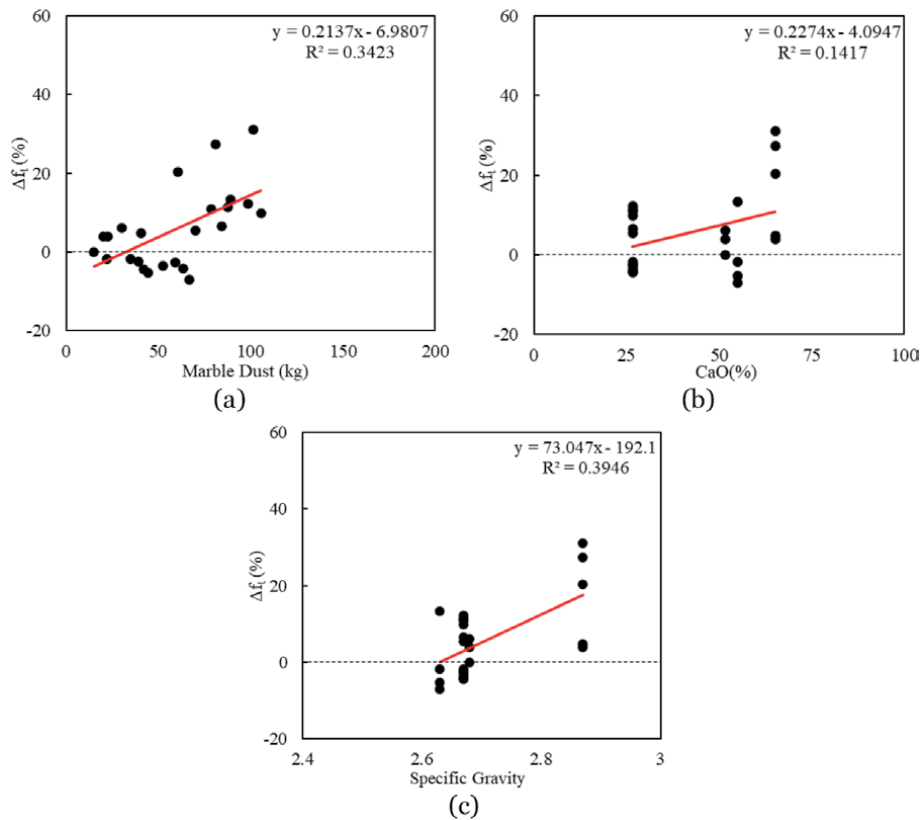 y = 0.2137x - 6.9807
R² = 0.3423
60
40
20
0
-20
Δfₜ (%)
0
50
100
150
200
Marble Dust (kg)
(a)
y = 0.2274x - 4.0947
R² = 0.1417
60
40
20
0
-20
Δfₜ (%)
0
25
50
75
100
CaO(%)
(b)
y = 73.047x - 192.1
R² = 0.3946
60
40
20
0
-20
Δfₜ (%)
2.4
2.6
2.8
3
Specific Gravity
(c)